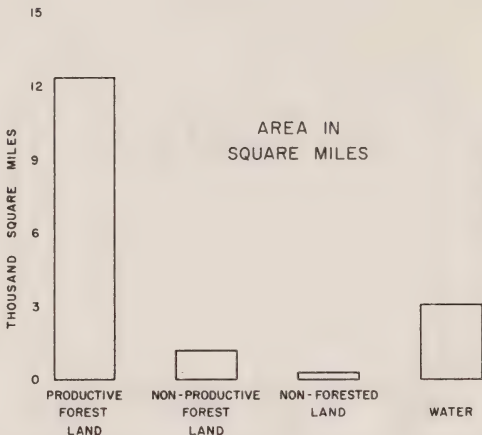 15
12
9
6
3
0
THOUSAND SQUARE MILES
AREA IN
SQUARE MILES
PRODUCTIVE
FOREST
LAND
NON-PRODUCTIVE
FOREST
LAND
NON-FORESTED
LAND
WATER